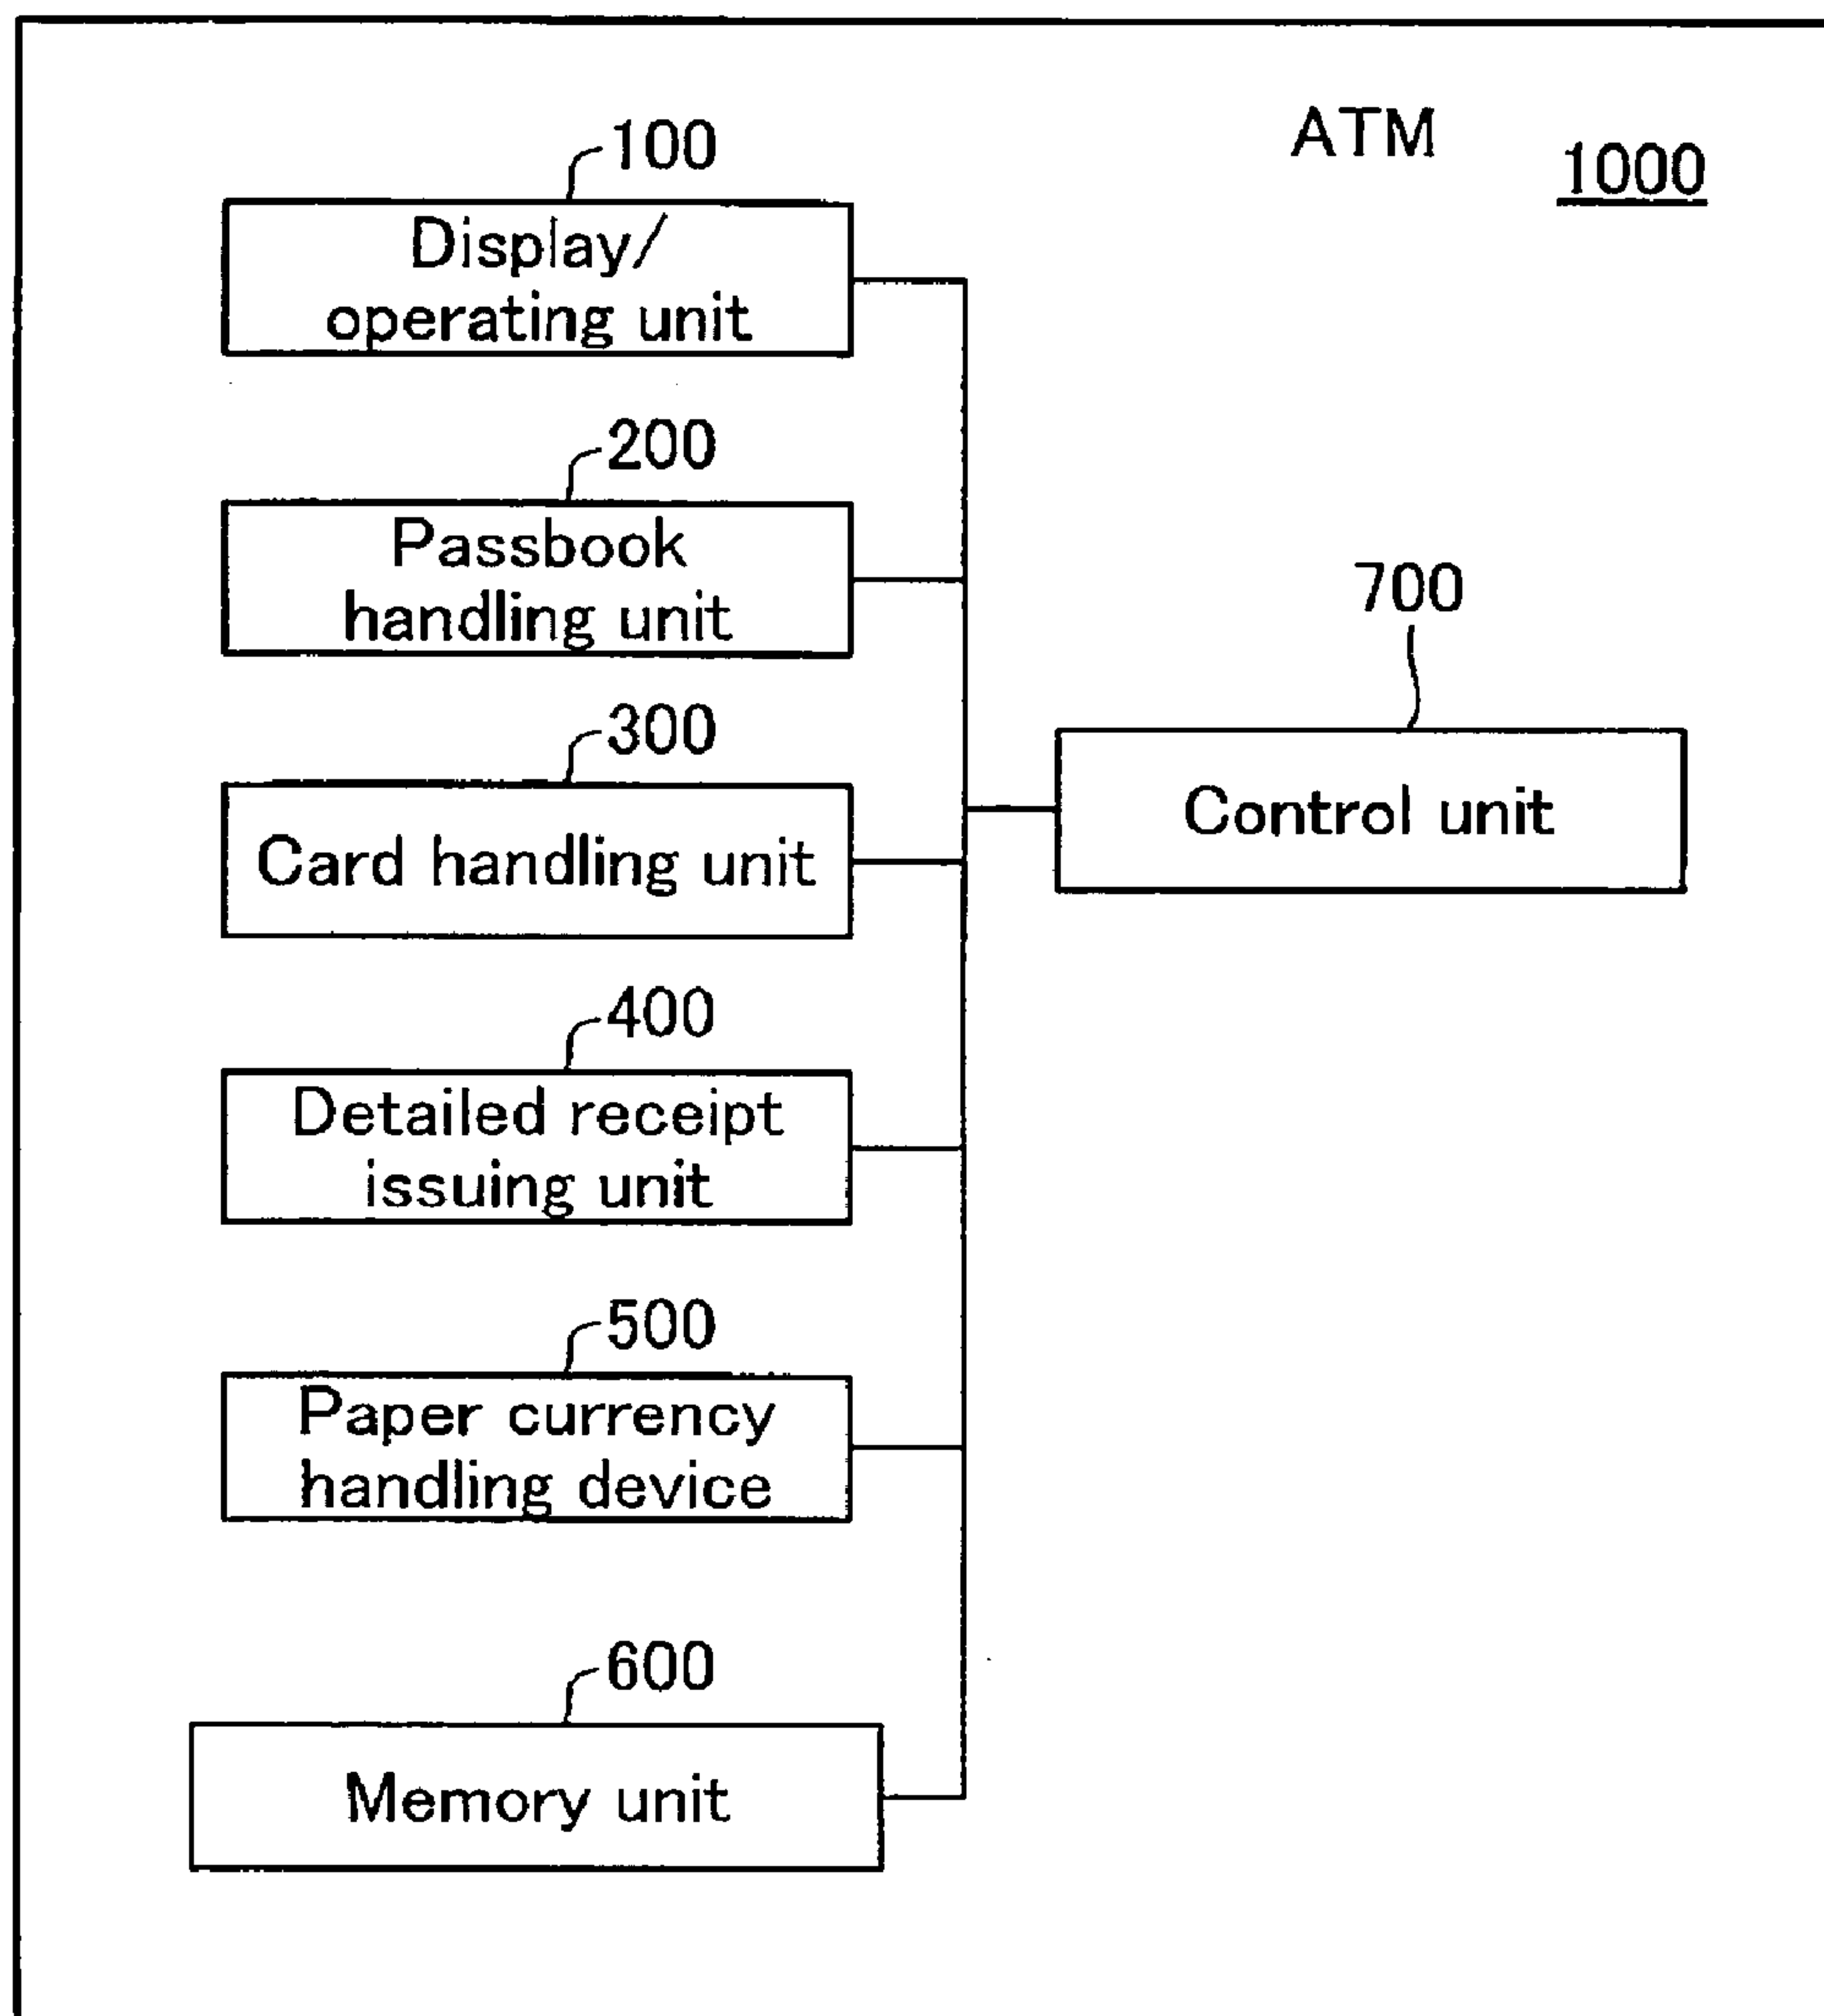 ATM
1000
100
Display/
operating unit
200
Passbook
handling unit
300
Card handling unit
400
Detailed receipt
issuing unit
500
Paper currency
handling device
600
Memory unit
700
Control unit